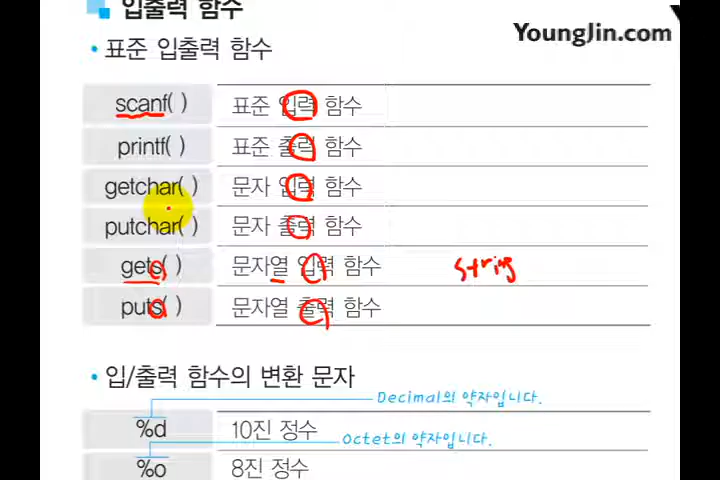 입출력 함수
YoungJin.com
• 표준 입출력 함수
scanf( ) 표준 입력 함수
printf( ) 표준 출력 함수
getchar( ) 문자 입력 함수
putchar( ) 문자 출력 함수
gets( ) 문자열 입력 함수 string
puts( ) 문자열 출력 함수
• 입/출력 함수의 변환 문자
Decimal의 약자입니다.
%d 10진 정수
Octet의 약자입니다.
%o 8진 정수